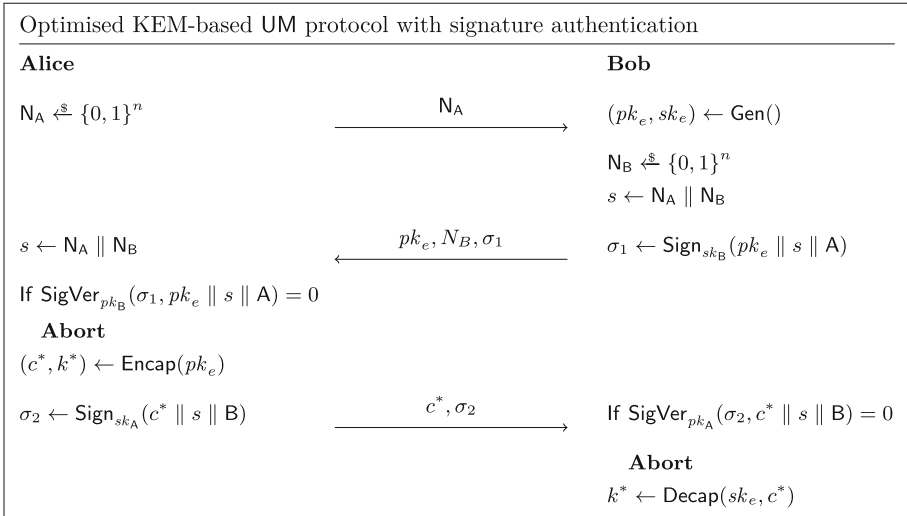 Optimised KEM-based UM protocol with signature authentication
Alice Bob
N_A ←$ {0, 1}^n N_A (pk_e, sk_e) ← Gen()
N_B ←$ {0, 1}^n
s ← N_A ∥ N_B
s ← N_A ∥ N_B pk_e, N_B, σ_1 σ_1 ← Sign_{sk_B}(pk_e ∥ s ∥ A)
If SigVer_{pk_B}(σ_1, pk_e ∥ s ∥ A) = 0
Abort
(c*, k*) ← Encap(pk_e)
σ_2 ← Sign_{sk_A}(c* ∥ s ∥ B) c*, σ_2 If SigVer_{pk_A}(σ_2, c* ∥ s ∥ B) = 0
Abort
k* ← Decap(sk_e, c*)